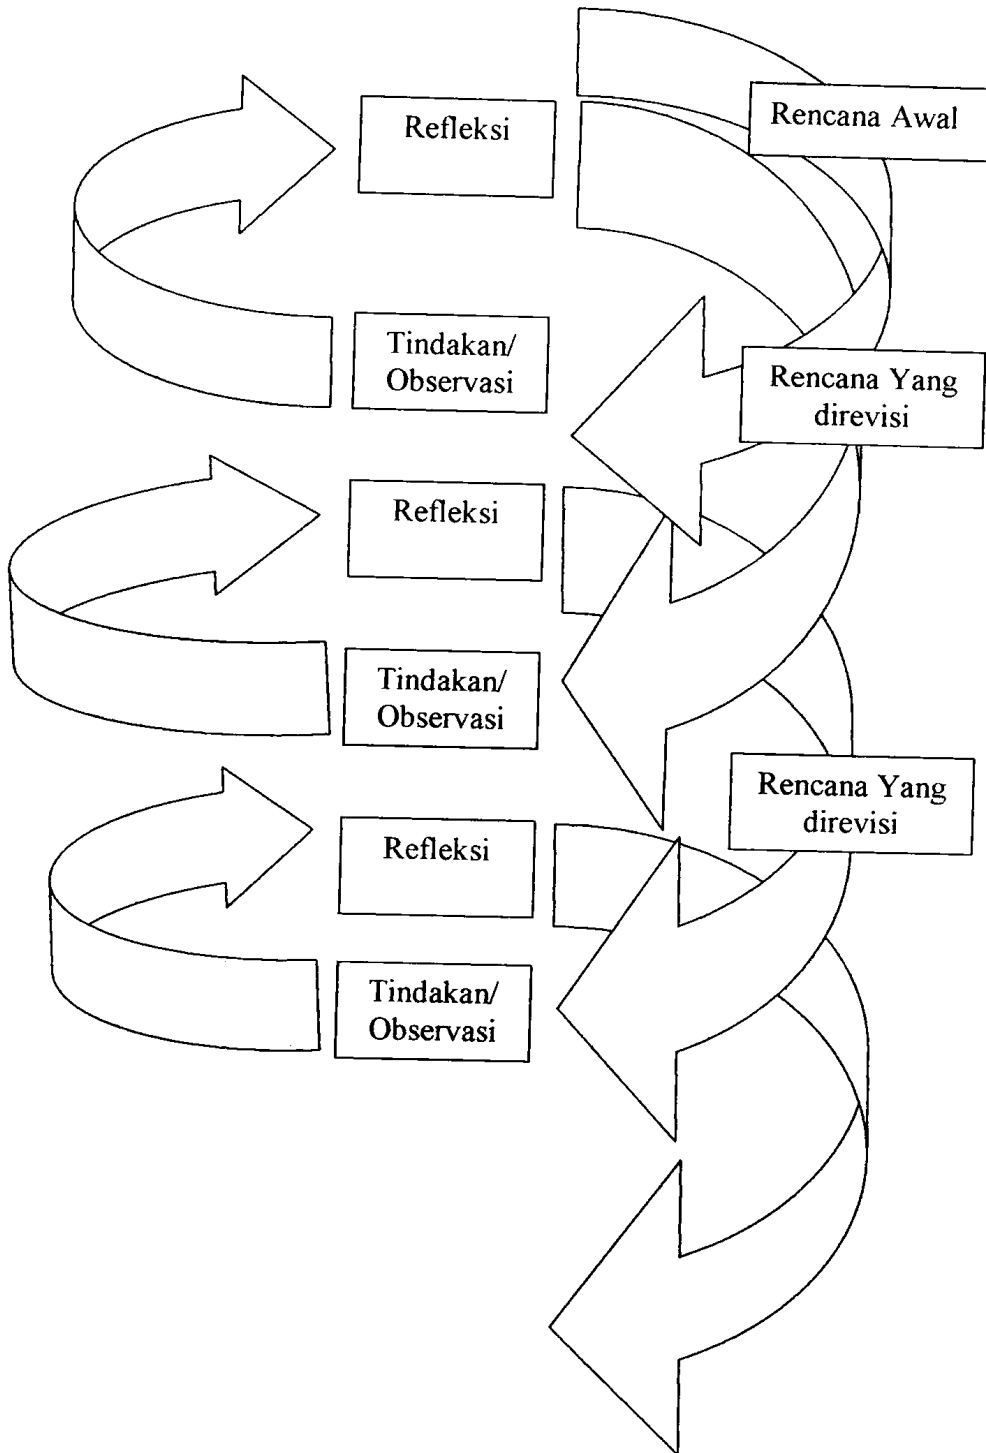 Rencana Awal
Refleksi
Tindakan/
Observasi
Rencana Yang
direvisi
Refleksi
Tindakan/
Observasi
Rencana Yang
direvisi
Refleksi
Tindakan/
Observasi